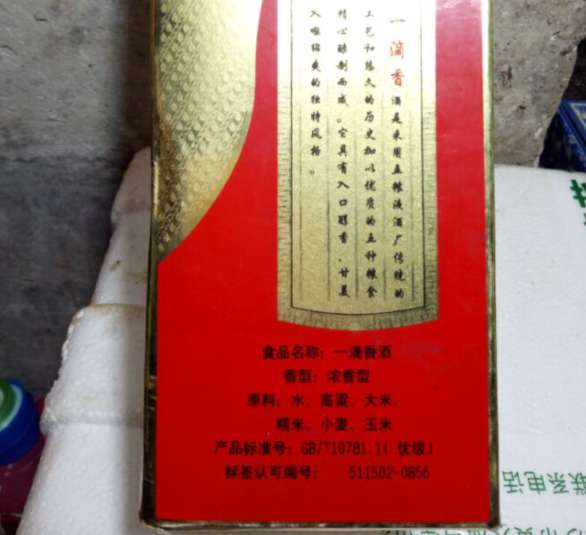 一滴香酒是采用五粮液酒厂传统的
工艺和悠久的历史加以优质的五种粮食
精心酿制而成。它具有入口醇香、甘美
入喉绵爽的独特风格。
食品名称：一滴香酒
香型：浓香型
原料：水、高粱、大米、
糯米、小麦、玉米
产品标准号：GB/T10781.1（优级）
标签认可编号： 511502-0856
联系电话